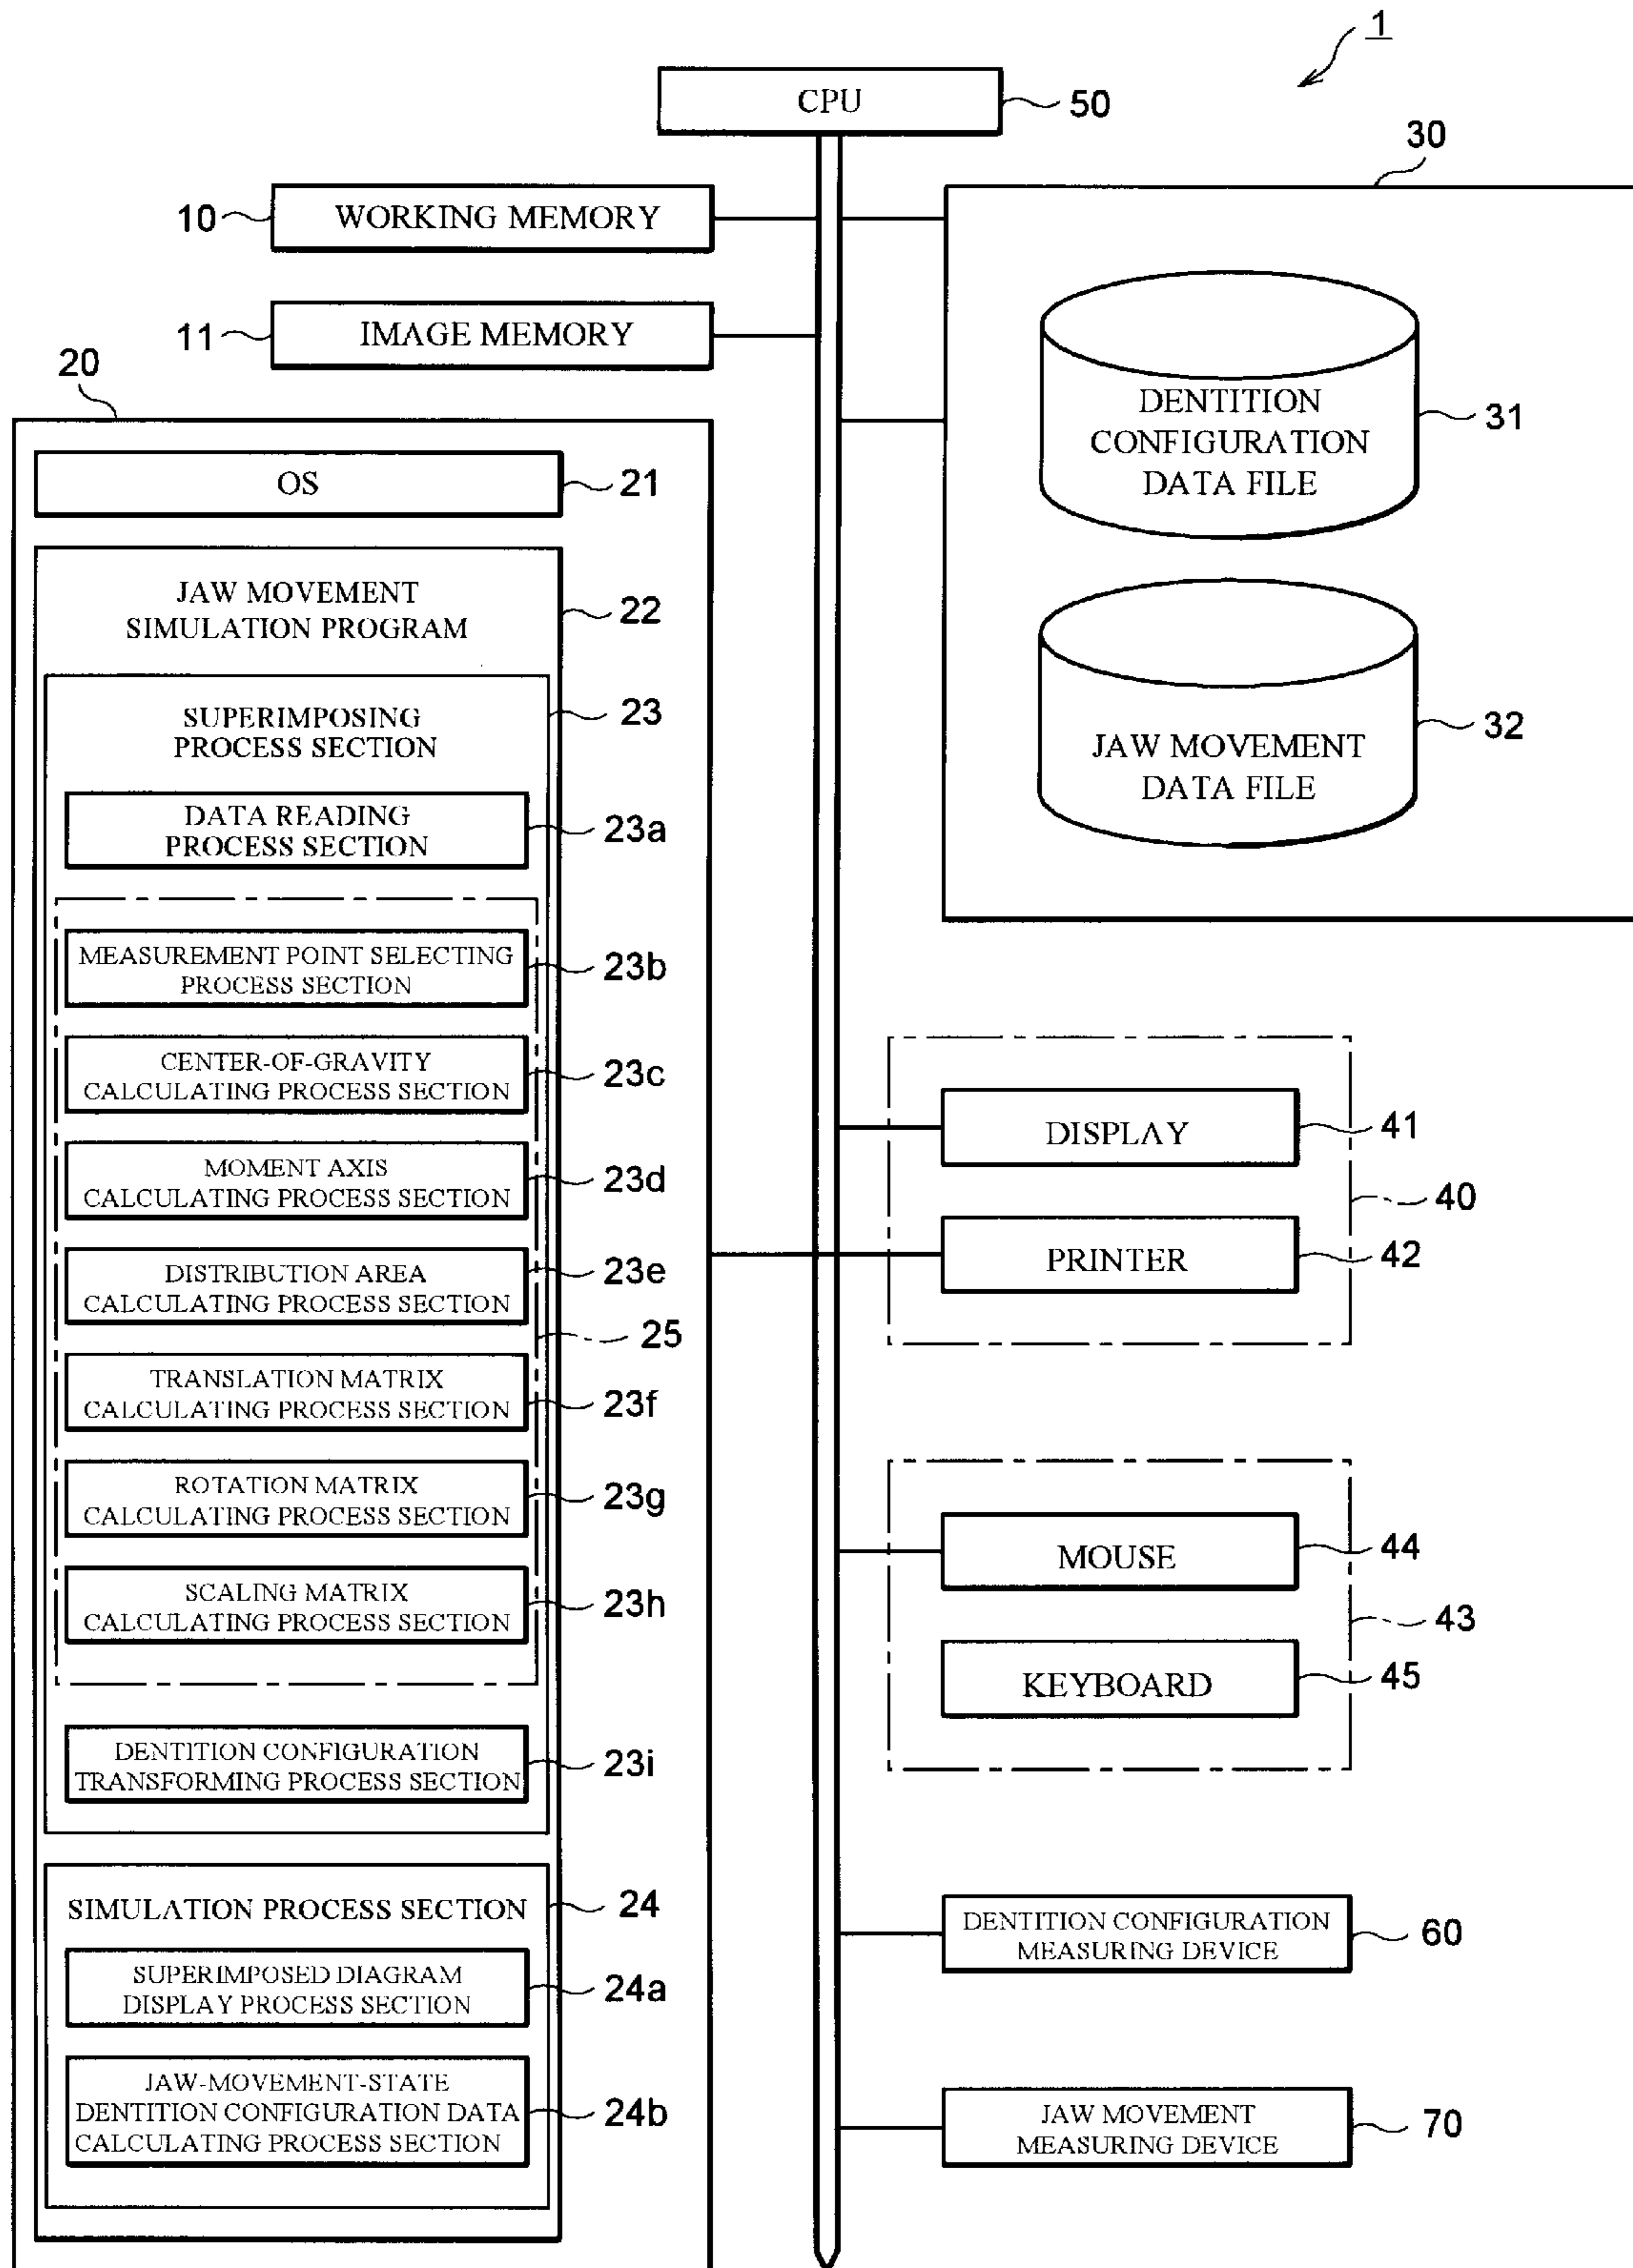 1
CPU
50
30
10
WORKING MEMORY
11
IMAGE MEMORY
20
DENTITION
CONFIGURATION
DATA FILE
31
OS
21
JAW MOVEMENT
SIMULATION PROGRAM
22
JAW MOVEMENT
DATA FILE
32
SUPERIMPOSING
PROCESS SECTION
23
DATA READING
PROCESS SECTION
23a
MEASUREMENT POINT SELECTING
PROCESS SECTION
23b
CENTER-OF-GRAVITY
CALCULATING PROCESS SECTION
23c
MOMENT AXIS
CALCULATING PROCESS SECTION
23d
DISTRIBUTION AREA
CALCULATING PROCESS SECTION
23e
25
TRANSLATION MATRIX
CALCULATING PROCESS SECTION
23f
ROTATION MATRIX
CALCULATING PROCESS SECTION
23g
SCALING MATRIX
CALCULATING PROCESS SECTION
23h
DENTITION CONFIGURATION
TRANSFORMING PROCESS SECTION
23i
SIMULATION PROCESS SECTION
24
SUPERIMPOSED DIAGRAM
DISPLAY PROCESS SECTION
24a
JAW-MOVEMENT-STATE
DENTITION CONFIGURATION DATA
CALCULATING PROCESS SECTION
24b
DISPLAY
41
40
PRINTER
42
MOUSE
44
43
KEYBOARD
45
DENTITION CONFIGURATION
MEASURING DEVICE
60
JAW MOVEMENT
MEASURING DEVICE
70